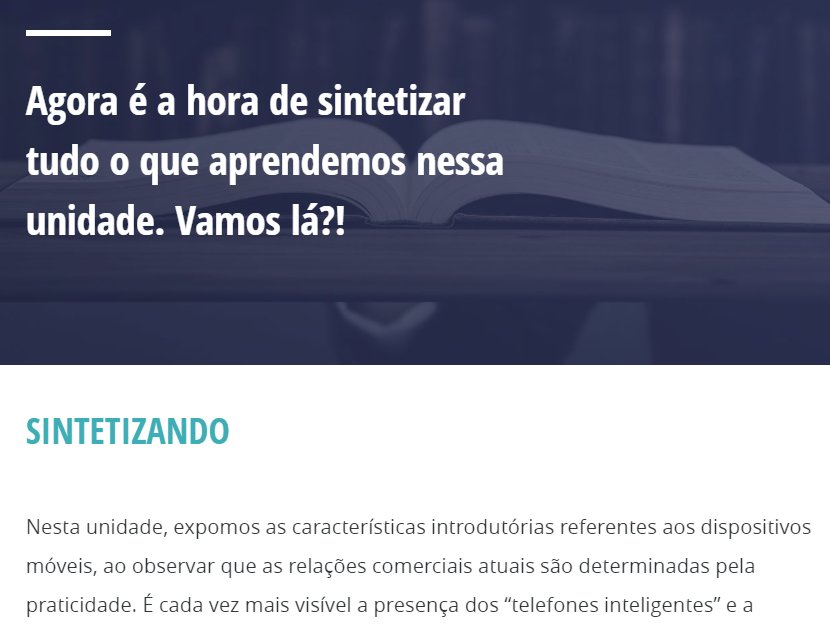 Agora é a hora de sintetizar
tudo o que aprendemos nessa
unidade. Vamos lá?!
SINTETIZANDO
Nesta unidade, expomos as características introdutórias referentes aos dispositivos
móveis, ao observar que as relações comerciais atuais são determinadas pela
praticidade. É cada vez mais visível a presença dos “telefones inteligentes” e a